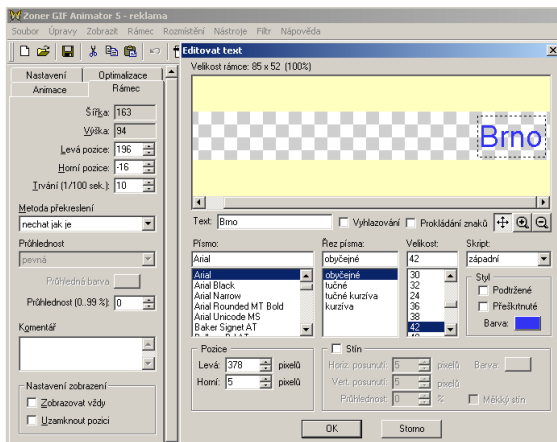 Zoner GIF Animator 5 - reklama
Soubor Úpravy Zobrazit Rámec Rozmístění Nástroje Filtr Nápověda
Nastavení Optimalizace
Animace Rámec
Šířka: 163
Výška: 94
Levá pozice: 196
Horní pozice: -16
Trvání (1/100 sek.): 10
Metoda překreslení
nechat jak je
Průhlednost
pevná
Průhledná barva
Průhlednost (0..99 %): 0
Komentář
Nastavení zobrazení
Zobrazovat vždy
Uzamknout pozici
Editovat text
Velikost rámce: 85 x 52 (100%)
Brno
Text: Brno Vyhlazování Prokládání znaků
Písmo: Řez písma: Velikost: Skript:
Arial obyčejné 42 západní
Arial obyčejné 30
Arial Black tučné 32
Arial Narrow tučné kurzíva 24
Arial Rounded MT Bold kurzíva 36
Arial Unicode MS 38
Baker Signet AT 42
Styl
Podtržené
Přeškrtnuté
Barva:
Pozice
Levá: 378 pixelů
Horní: 5 pixelů
Stín
Horiz. posunutí: 5 pixelů Barva:
Vert. posunutí: 5 pixelů
Průhlednost: 0 % Měkký stín
OK Storno